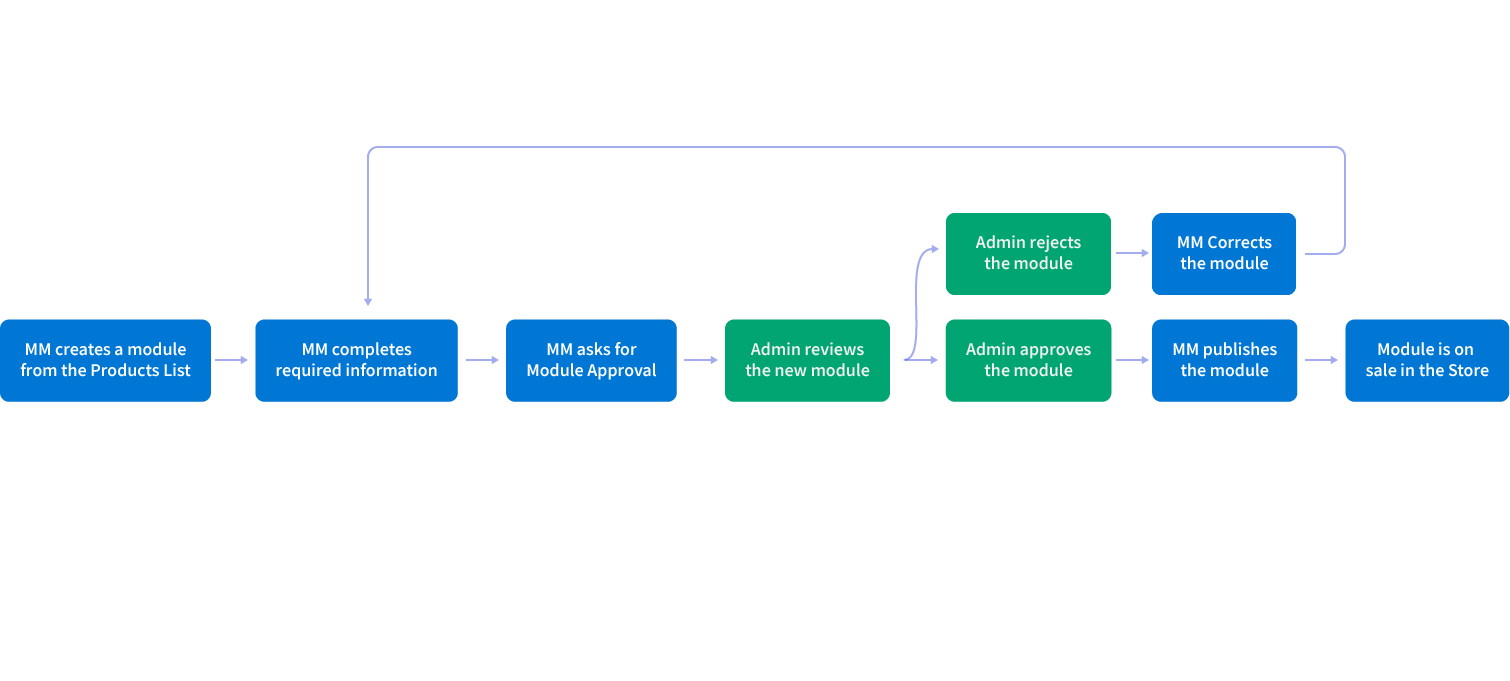 Admin rejects
the module
MM Corrects
the module
MM creates a module
from the Products List
MM completes
required information
MM asks for
Module Approval
Admin reviews
the new module
Admin approves
the module
MM publishes
the module
Module is on
sale in the Store